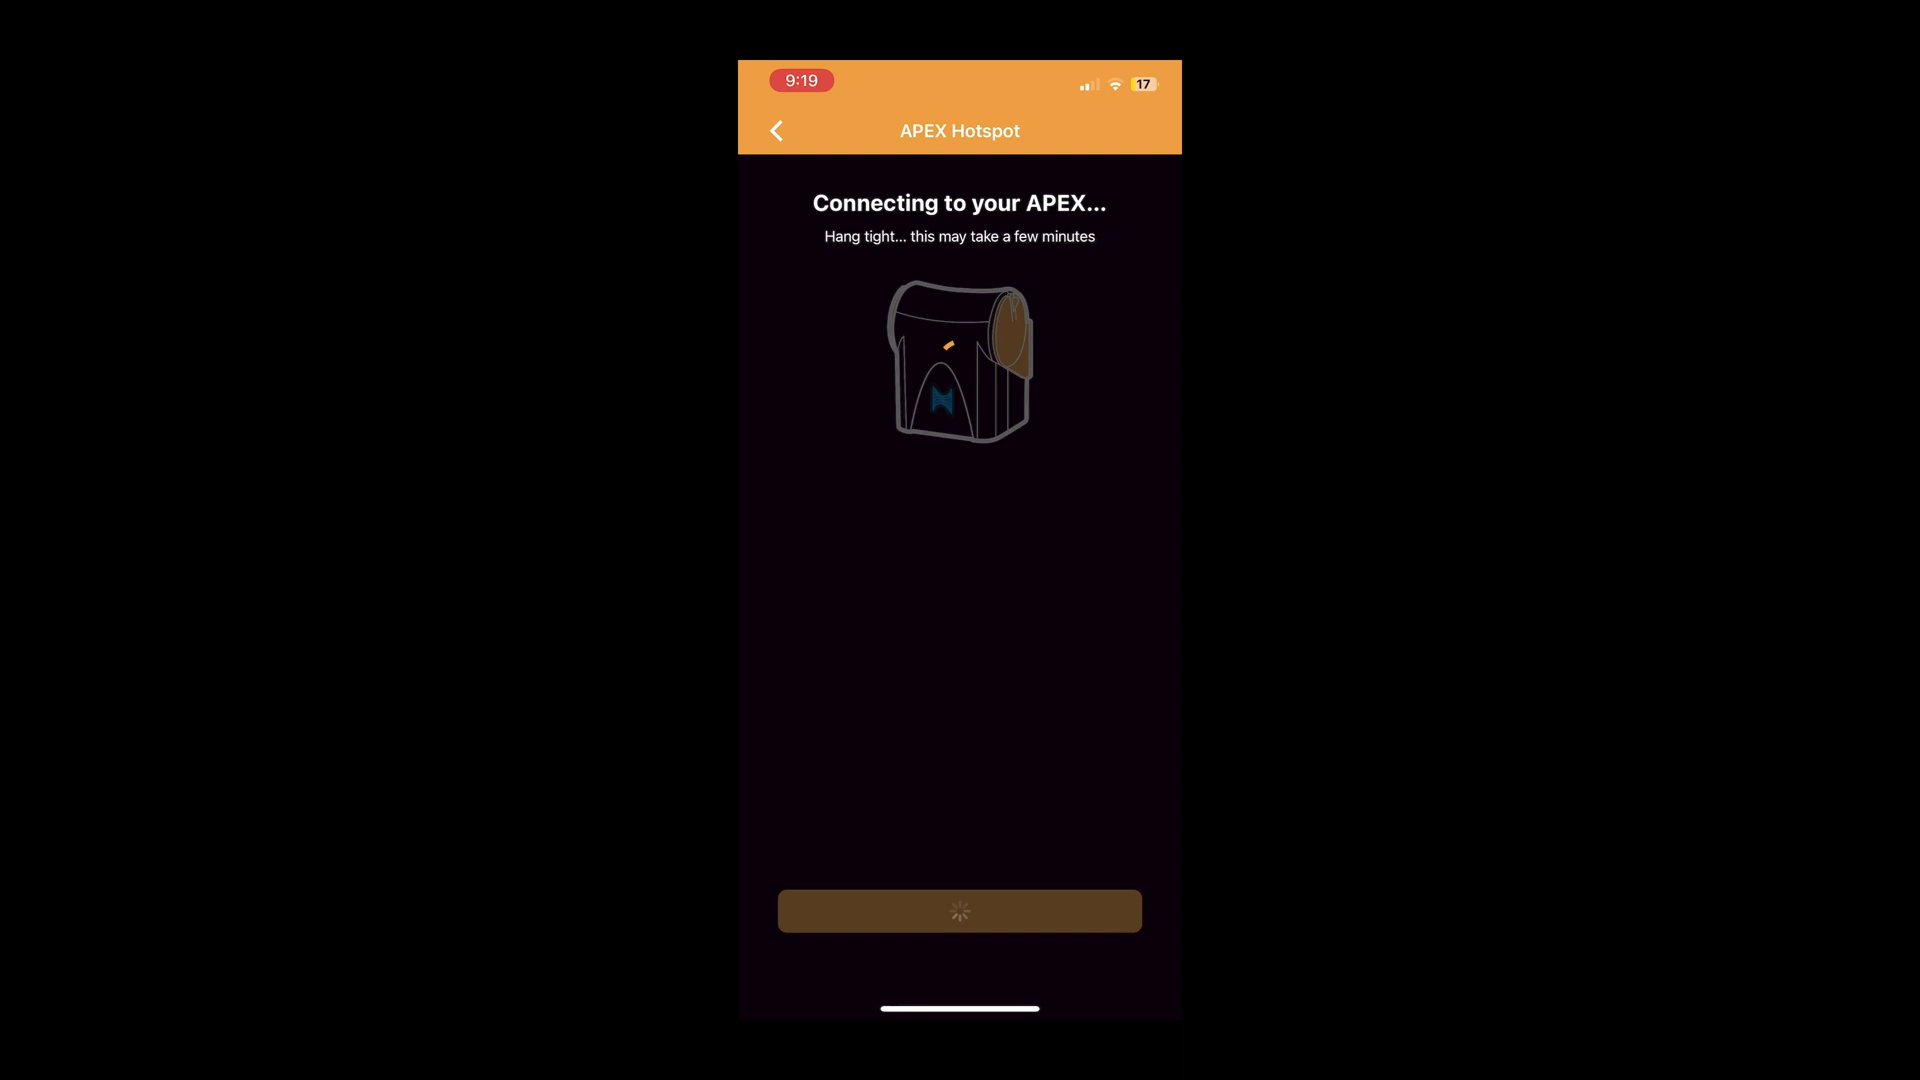 9:19
17
APEX Hotspot
Connecting to your APEX...
Hang tight... this may take a few minutes